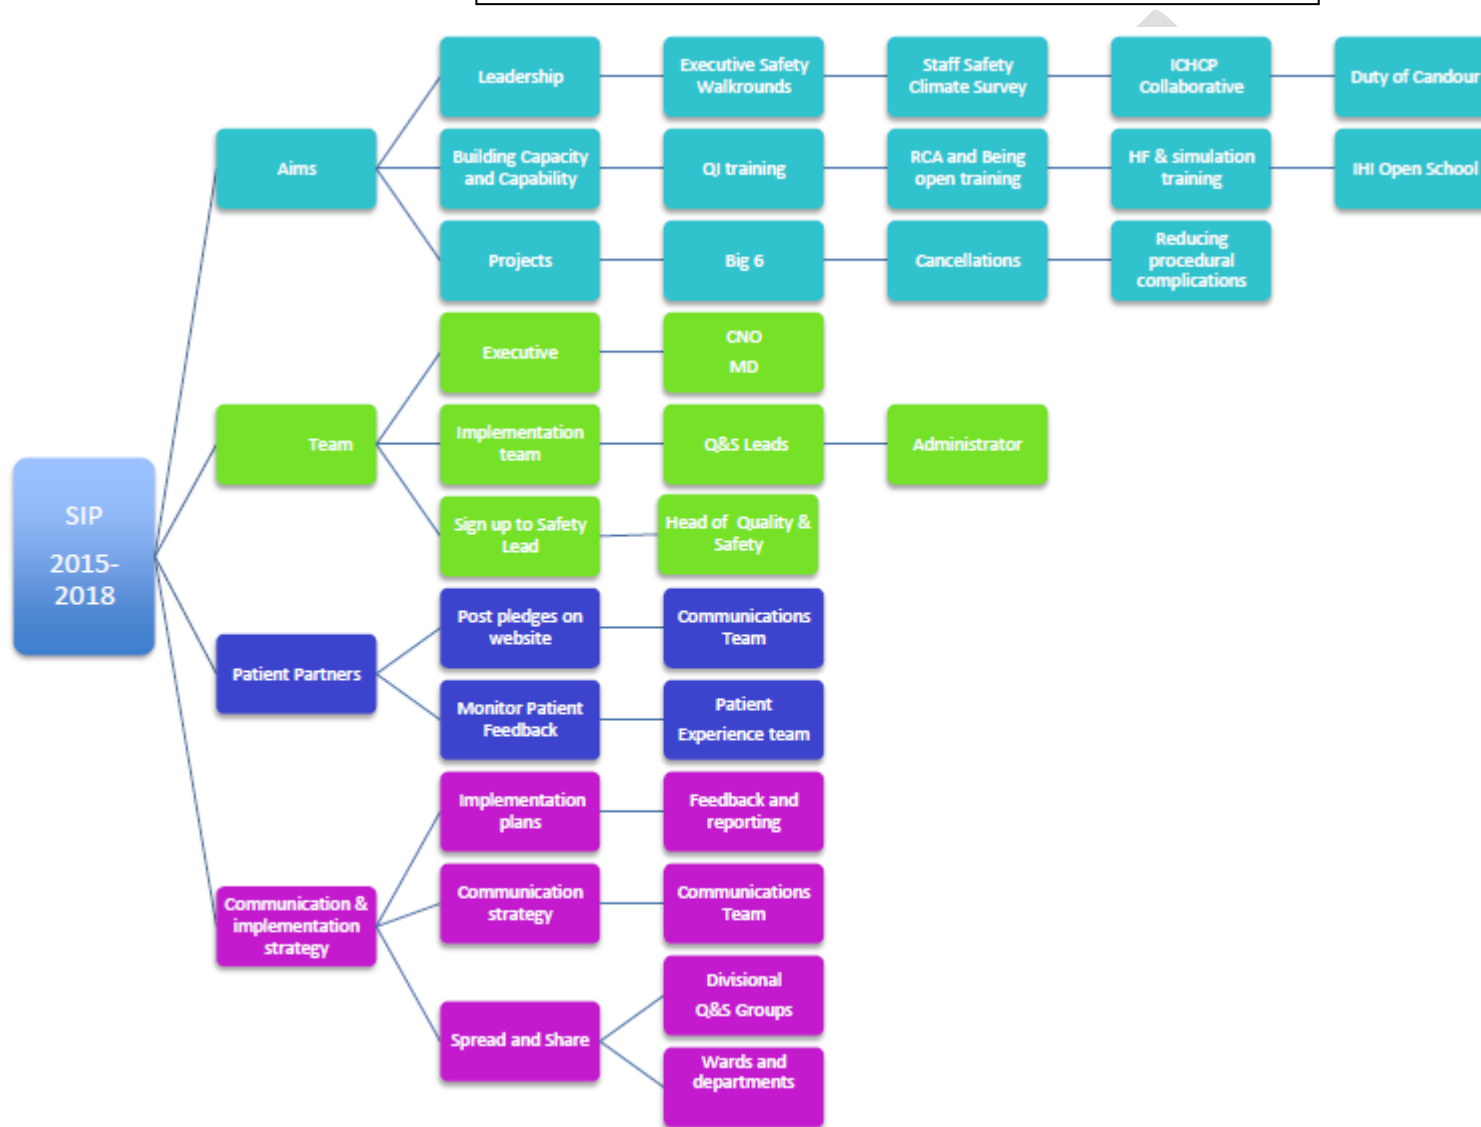 SIP
2015-
2018
Aims
Leadership
Executive Safety
Walkrounds
Staff Safety
Climate Survey
ICHCP
Collaborative
Duty of Candour
Building Capacity
and Capability
QI training
RCA and Being
open training
HF & simulation
training
IHI Open School
Projects
Big 6
Cancellations
Reducing
procedural
complications
Team
Executive
CNO
MD
Implementation
team
Q&S Leads
Administrator
Sign up to Safety
Lead
Head of Quality &
Safety
Patient Partners
Post pledges on
website
Communications
Team
Monitor Patient
Feedback
Patient
Experience team
Communication &
implementation
strategy
Implementation
plans
Feedback and
reporting
Communication
strategy
Communications
Team
Spread and Share
Divisional
Q&S Groups
Wards and
departments